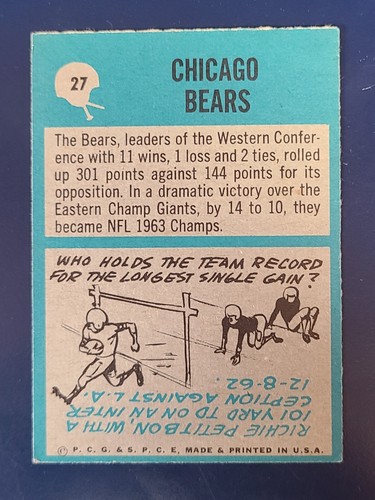 27
CHICAGO
BEARS
The Bears, leaders of the Western Confer-
ence with 11 wins, 1 loss and 2 ties, rolled
up 301 points against 144 points for its
opposition. In a dramatic victory over the
Eastern Champ Giants, by 14 to 10, they
became NFL 1963 Champs.
WHO HOLDS THE TEAM RECORD
FOR THE LONGEST SINGLE GAIN?
RICHIE PETITBON, WITH A
101 YARD TD ON AN INTER
CEPTION AGAINST L.A.
12-8-62.
© P. C. G. & S. P. C. E, MADE & PRINTED IN U.S.A.